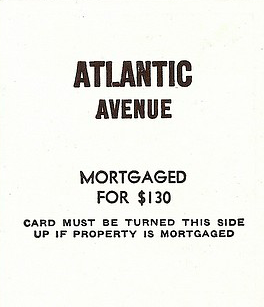 ATLANTIC
AVENUE
MORTGAGED
FOR $130
CARD MUST BE TURNED THIS SIDE
UP IF PROPERTY IS MORTGAGED